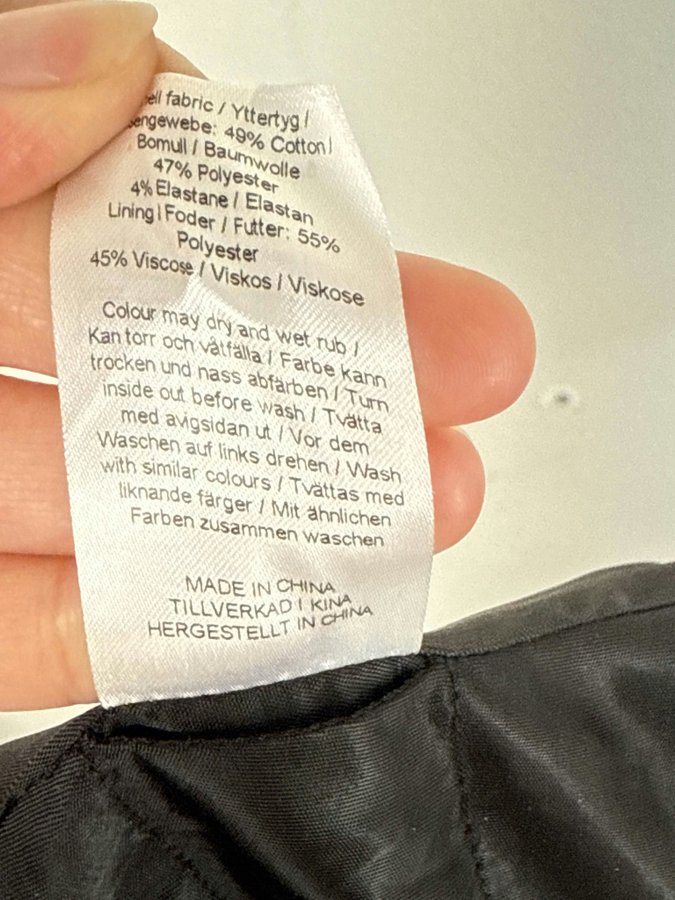 fabric / Yttertyg /
49% Cotton /
Bomull / Baumwolle
47% Polyester
4% Elastane / Elastan
Lining / Foder / Futter: 55%
Polyester
45% Viscose / Viskos / Viskose
Colour may dry and wet rub /
Kan torr och våtfälla / Farbe kann
trocken und nass abfärben / Turn
inside out before wash / Tvätta
med avigsidan ut / Vor dem
Waschen auf links drehen / Wash
with similar colours / Tvättas med
liknande färger / Mit ähnlichen
Farben zusammen waschen
MADE IN CHINA
TILLVERKAD I KINA
HERGESTELLT IN CHINA